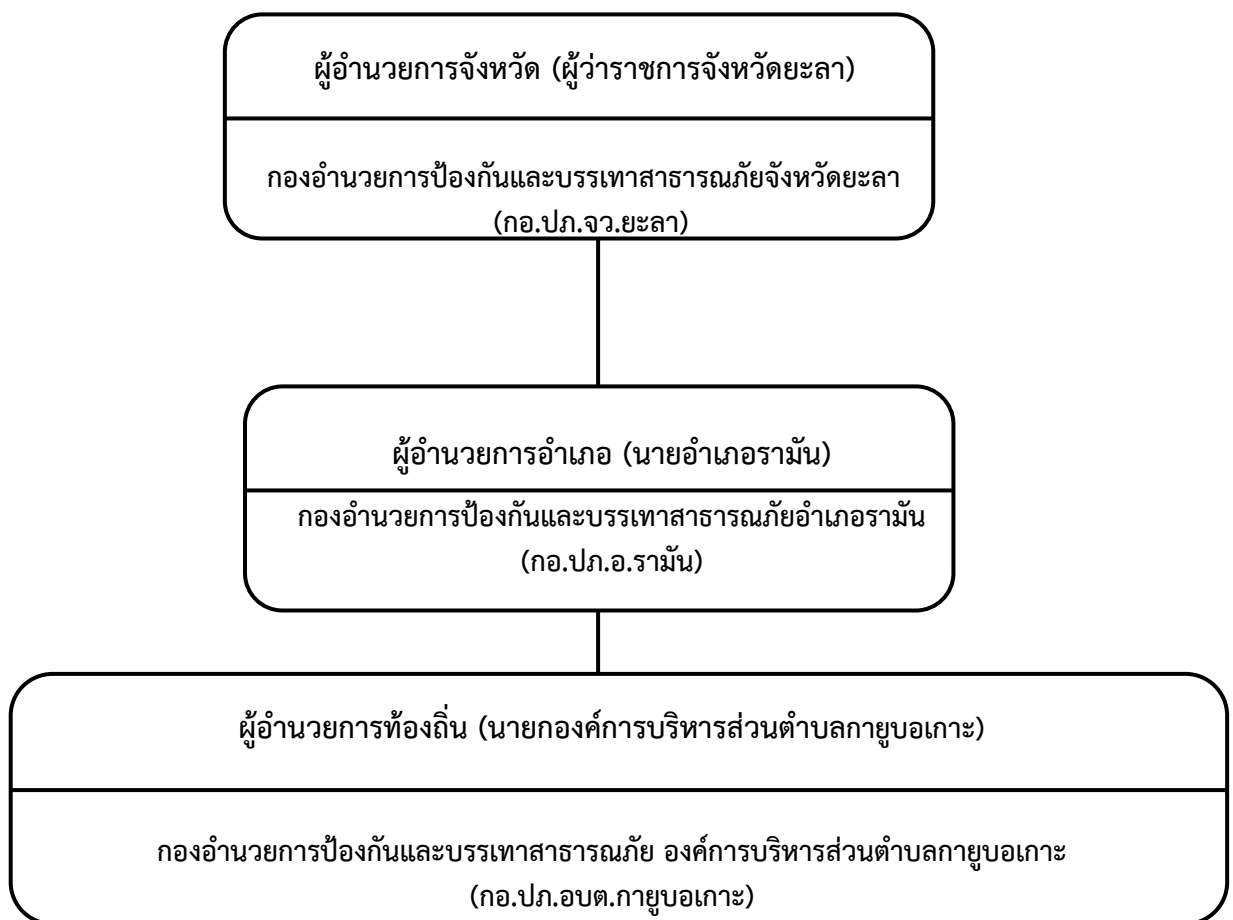 ผู้อำนวยการจังหวัด (ผู้ว่าราชการจังหวัดยะลา)
กองอำนวยการป้องกันและบรรเทาสาธารณภัยจังหวัดยะลา
(กอ.ปภ.จว.ยะลา)
ผู้อำนวยการอำเภอ (นายอำเภอรามัน)
กองอำนวยการป้องกันและบรรเทาสาธารณภัยอำเภอรามัน
(กอ.ปภ.อ.รามัน)
ผู้อำนวยการท้องถิ่น (นายกองค์การบริหารส่วนตำบลกายูบอเกาะ)
กองอำนวยการป้องกันและบรรเทาสาธารณภัย องค์การบริหารส่วนตำบลกายูบอเกาะ
(กอ.ปภ.อบต.กายูบอเกาะ)